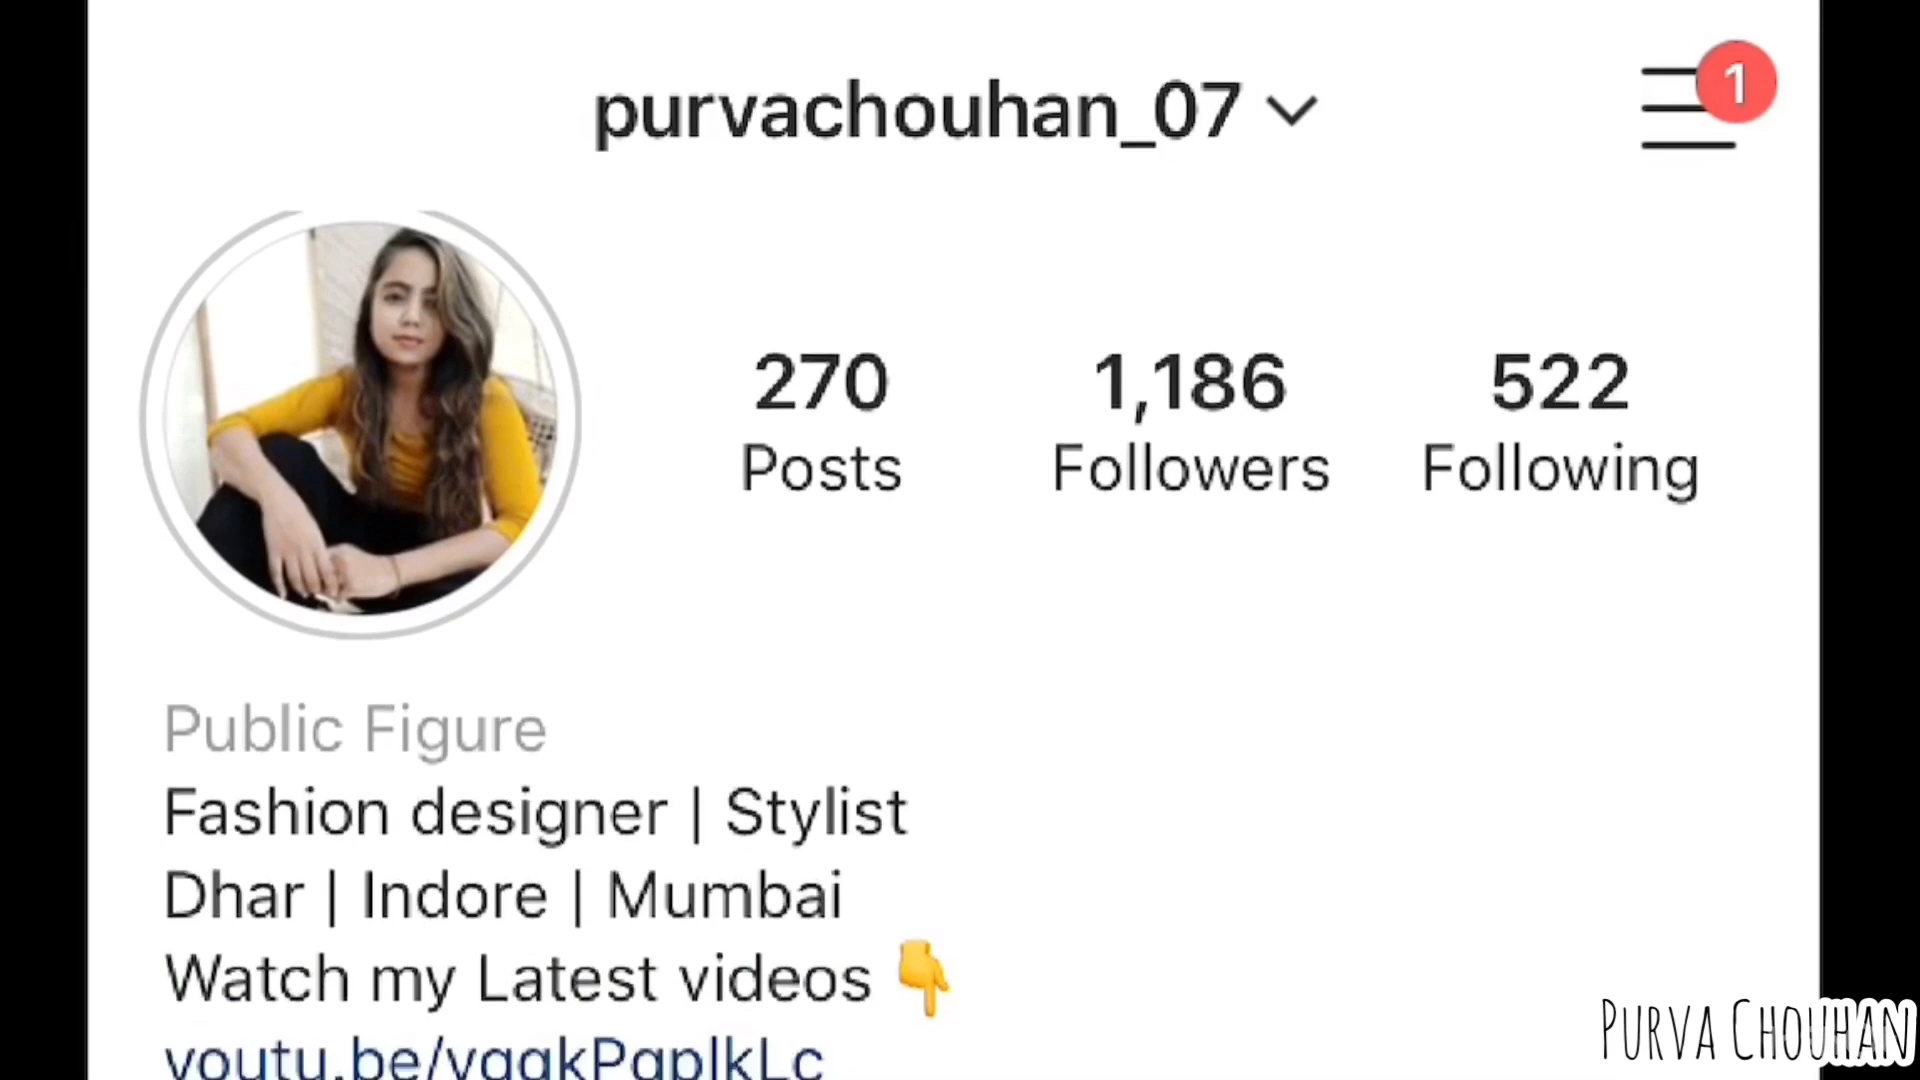 purvachouhan_07
1
270
1,186
522
Posts
Followers
Following
Public Figure
Fashion designer | Stylist
Dhar | Indore | Mumbai
Watch my Latest videos 👇
PURVA CHOUHAN